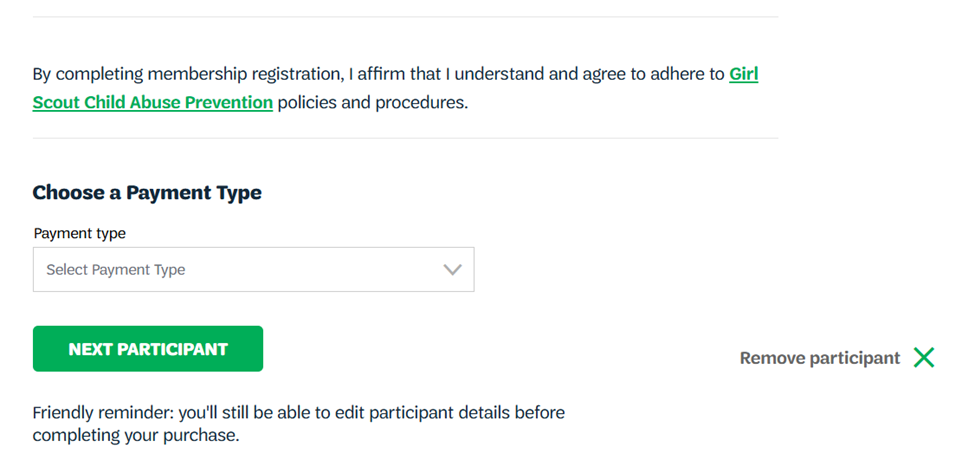 By completing membership registration, I affirm that I understand and agree to adhere to Girl
Scout Child Abuse Prevention policies and procedures.
Choose a Payment Type
Payment type
Select Payment Type
NEXT PARTICIPANT
Remove participant
Friendly reminder: you'll still be able to edit participant details before
completing your purchase.